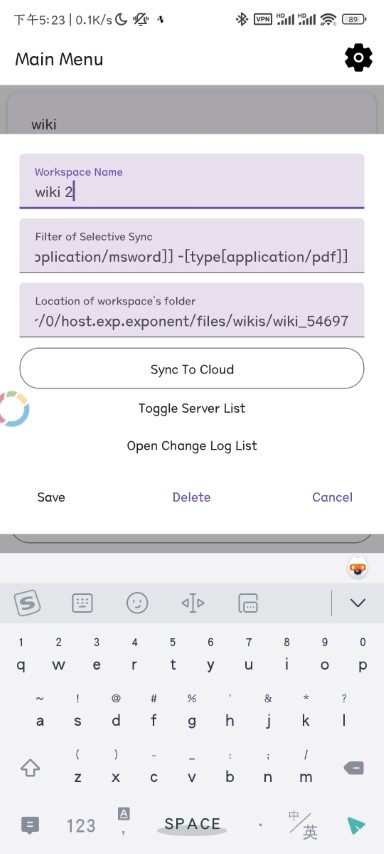 下午5:23 | 0.1K/s
VPN HD HD 89
Main Menu
wiki
Workspace Name
wiki 2
Filter of Selective Sync
plication/msword]] -[type[application/pdf]]
Location of workspace's folder
/0/host.exp.exponent/files/wikis/wiki_54697
Sync To Cloud
Toggle Server List
Open Change Log List
Save Delete Cancel
1 2 3 4 5 6 7 8 9 0
q w e r t y u i o p
~ ! @ # % ' & * ?
a s d f g h j k l
( ) - _ : ; /
z x c v b n m
123 A , SPACE . 中/英